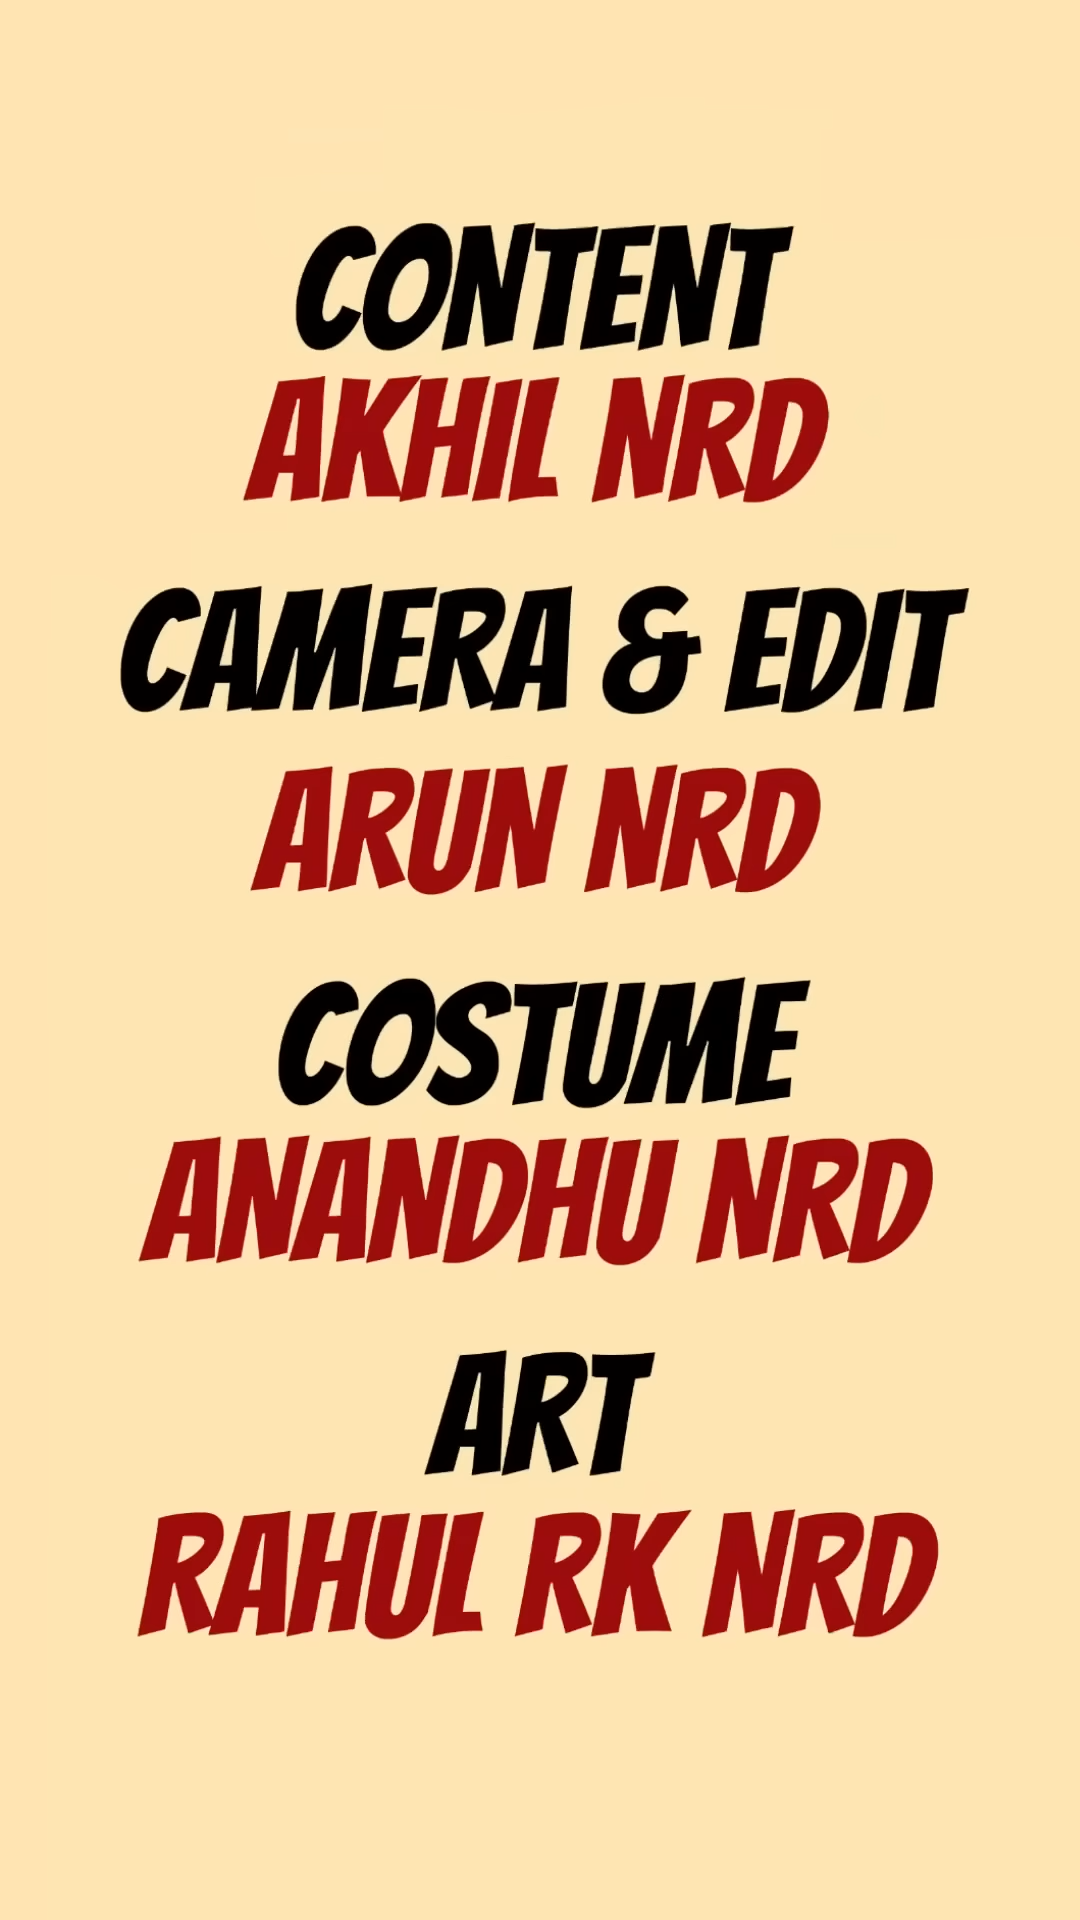 CONTENT
AKHIL NRD
CAMERA & EDIT
ARUN NRD
COSTUME
ANANDHU NRD
ART
RAHUL RK NRD